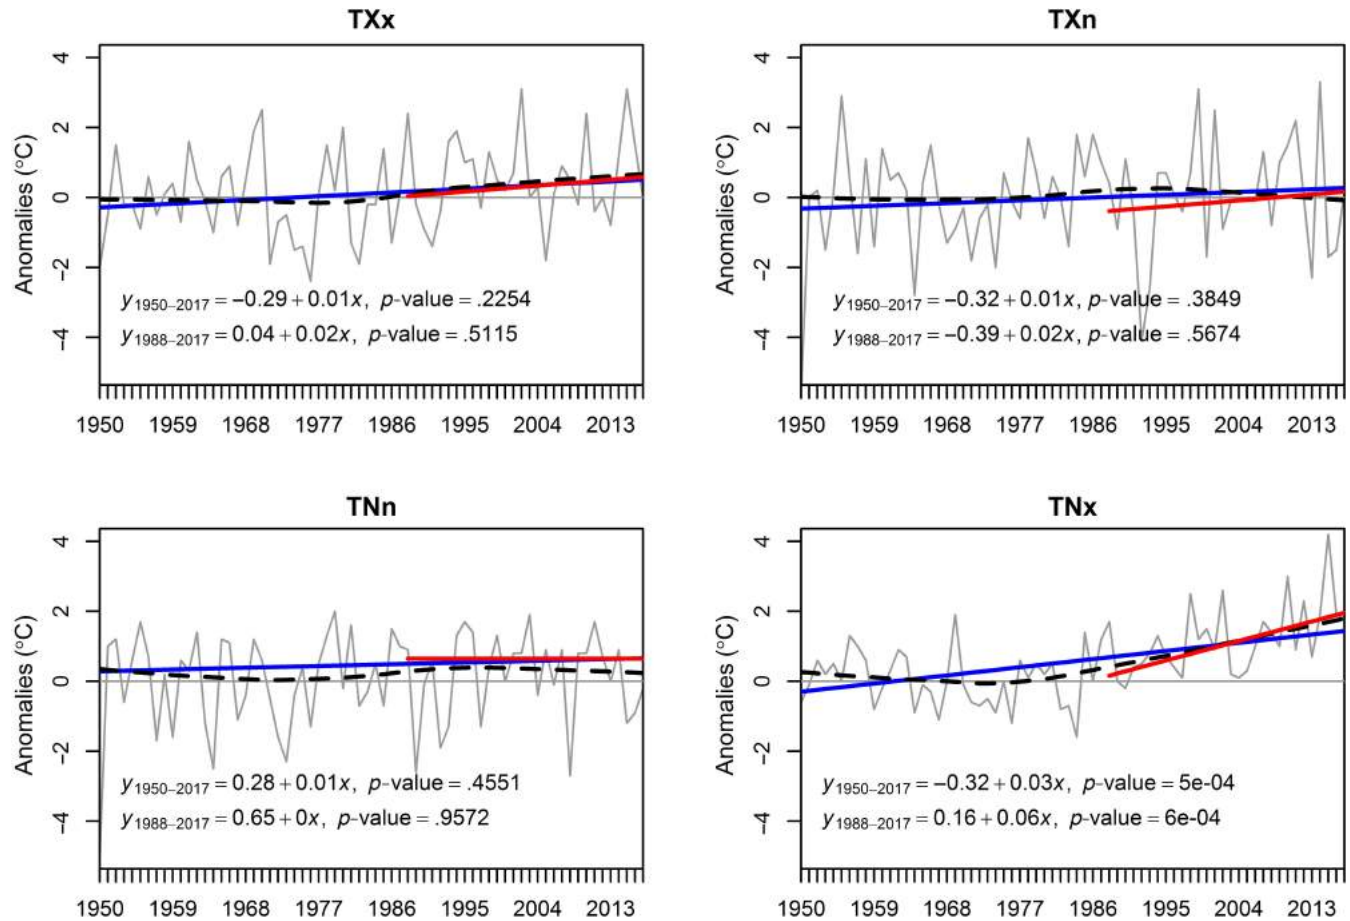 TXx
Anomalies (°C)
4
2
0
−2
−4
y1950–2017 = −0.29 + 0.01x, p-value = .2254
y1988–2017 = 0.04 + 0.02x, p-value = .5115
1950 1959 1968 1977 1986 1995 2004 2013
TXn
Anomalies (°C)
4
2
0
−2
−4
y1950–2017 = −0.32 + 0.01x, p-value = .3849
y1988–2017 = −0.39 + 0.02x, p-value = .5674
1950 1959 1968 1977 1986 1995 2004 2013
TNn
Anomalies (°C)
4
2
0
−2
−4
y1950–2017 = 0.28 + 0.01x, p-value = .4551
y1988–2017 = 0.65 + 0x, p-value = .9572
1950 1959 1968 1977 1986 1995 2004 2013
TNx
Anomalies (°C)
4
2
0
−2
−4
y1950–2017 = −0.32 + 0.03x, p-value = 5e-04
y1988–2017 = 0.16 + 0.06x, p-value = 6e-04
1950 1959 1968 1977 1986 1995 2004 2013